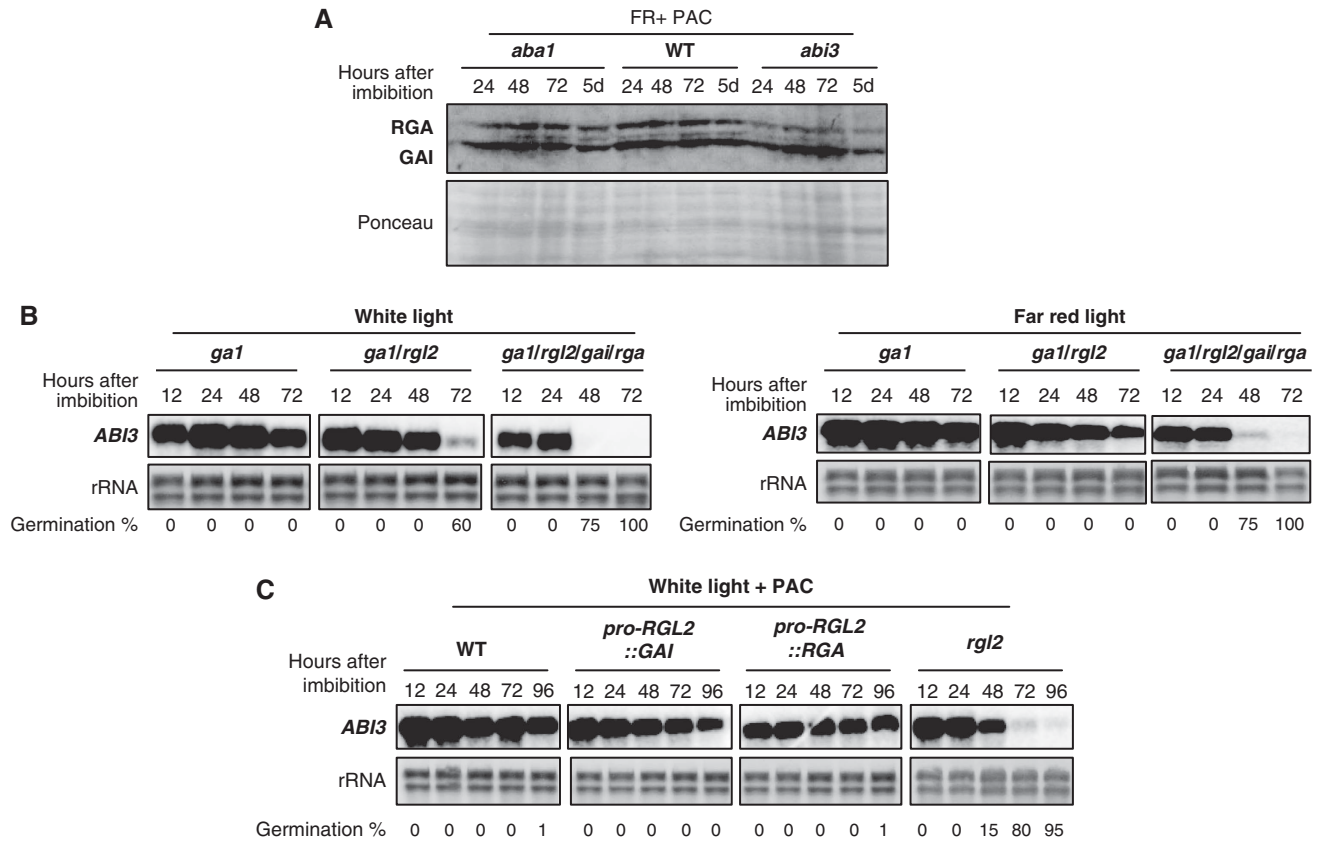 A
FR+ PAC
aba1 WT abi3
Hours after
imbibition
24 48 72 5d 24 48 72 5d 24 48 72 5d
RGA
GAI
Ponceau
B
White light
ga1 ga1/rgl2 ga1/rgl2/gai/rga
Hours after
imbibition
12 24 48 72 12 24 48 72 12 24 48 72
ABI3
rRNA
Germination % 0 0 0 0 0 0 0 60 0 0 75 100
Far red light
ga1 ga1/rgl2 ga1/rgl2/gai/rga
Hours after
imbibition
12 24 48 72 12 24 48 72 12 24 48 72
ABI3
rRNA
Germination % 0 0 0 0 0 0 0 0 0 0 75 100
C
White light + PAC
WT pro-RGL2 ::GAI pro-RGL2 ::RGA rgl2
Hours after
imbibition
12 24 48 72 96 12 24 48 72 96 12 24 48 72 96 12 24 48 72 96
ABI3
rRNA
Germination % 0 0 0 0 1 0 0 0 0 0 0 0 0 0 1 0 0 15 80 95